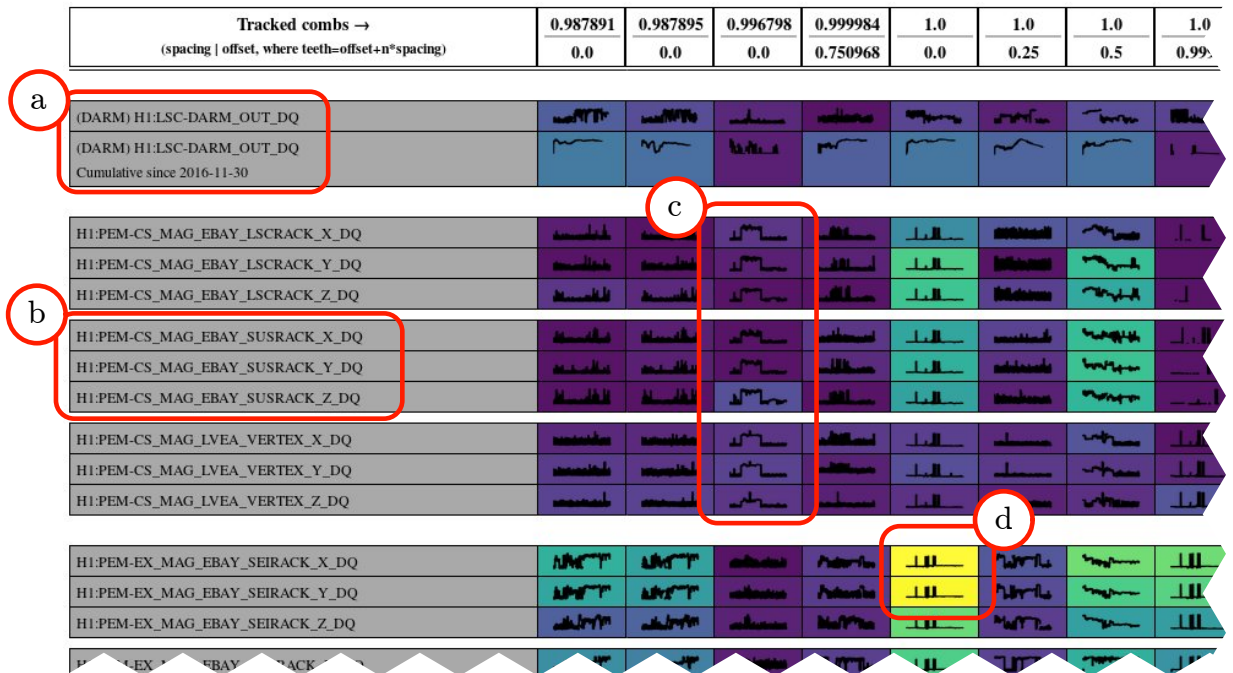 Tracked combs → 0.987891 0.987895 0.996798 0.999984 1.0 1.0 1.0 1.0
(spacing | offset, where teeth=offset+n*spacing) 0.0 0.0 0.0 0.750968 0.0 0.25 0.5
a
(DARM) H1:LSC-DARM_OUT_DQ
(DARM) H1:LSC-DARM_OUT_DQ
Cumulative since 2016-11-30
c
H1:PEM-CS_MAG_EBAY_LSCRACK_X_DQ
H1:PEM-CS_MAG_EBAY_LSCRACK_Y_DQ
H1:PEM-CS_MAG_EBAY_LSCRACK_Z_DQ
b
H1:PEM-CS_MAG_EBAY_SUSRACK_X_DQ
H1:PEM-CS_MAG_EBAY_SUSRACK_Y_DQ
H1:PEM-CS_MAG_EBAY_SUSRACK_Z_DQ
H1:PEM-CS_MAG_LVEA_VERTEX_X_DQ
H1:PEM-CS_MAG_LVEA_VERTEX_Y_DQ
H1:PEM-CS_MAG_LVEA_VERTEX_Z_DQ
d
H1:PEM-EX_MAG_EBAY_SEIRACK_X_DQ
H1:PEM-EX_MAG_EBAY_SEIRACK_Y_DQ
H1:PEM-EX_MAG_EBAY_SEIRACK_Z_DQ